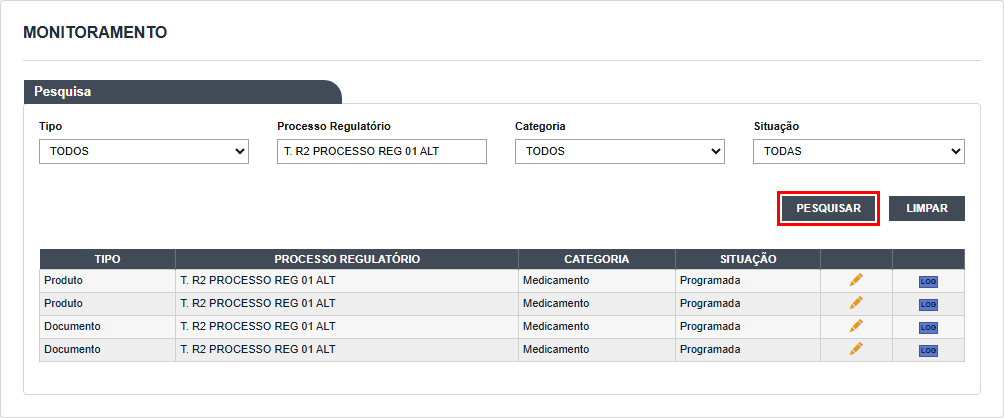 MONITORAMENTO
Pesquisa
Tipo Processo Regulatório Categoria Situação
TODOS T. R2 PROCESSO REG 01 ALT TODOS TODAS
PESQUISAR LIMPAR
TIPO PROCESSO REGULATÓRIO CATEGORIA SITUAÇÃO
Produto T. R2 PROCESSO REG 01 ALT Medicamento Programada LOG
Produto T. R2 PROCESSO REG 01 ALT Medicamento Programada LOG
Documento T. R2 PROCESSO REG 01 ALT Medicamento Programada LOG
Documento T. R2 PROCESSO REG 01 ALT Medicamento Programada LOG